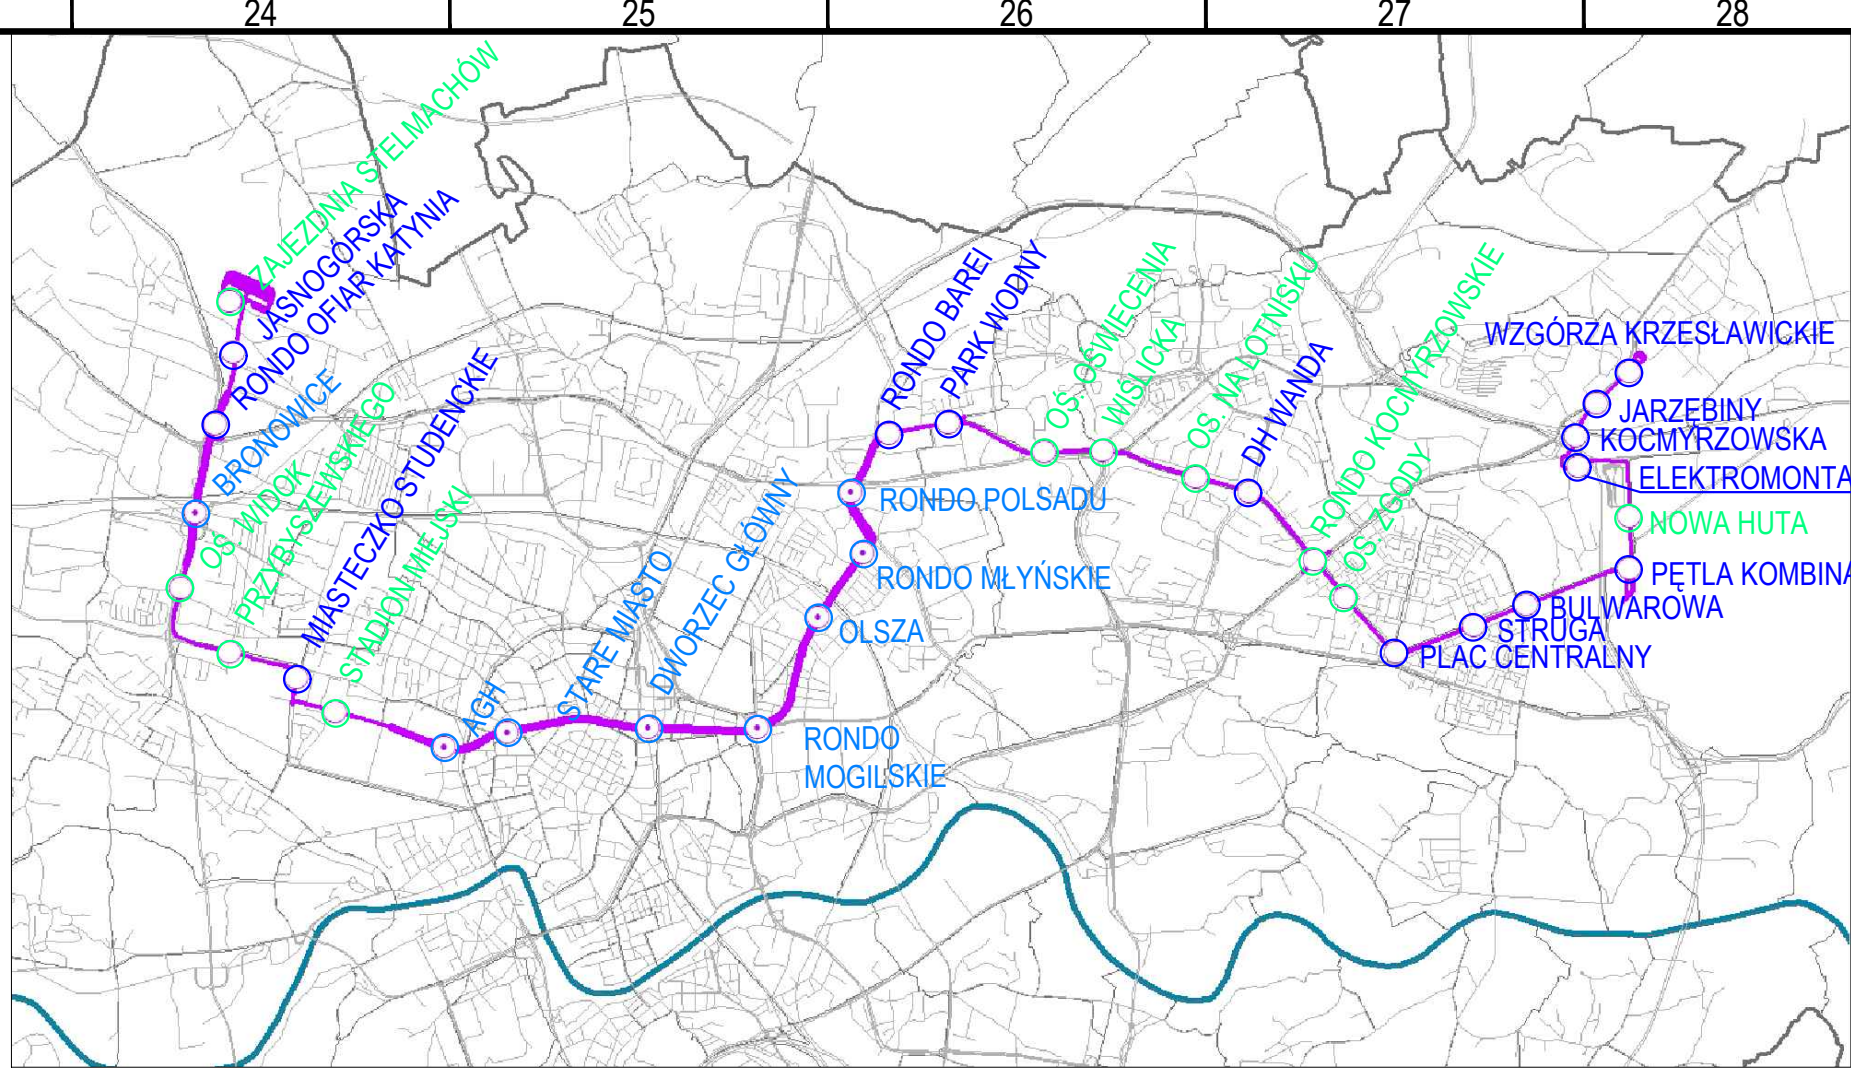 24
25
26
27
28
ZAJEZDNIA STELMACHÓW
JASNOGÓRSKA
RONDO OFIAR KATYNIA
BRONOWICE
OŚ. WIDOK
PRZYBYSZEWSKIEGO
MIASTECZKO STUDENCKIE
STADION MIEJSKI
AGH
STARE MIASTO
DWORZEC GŁÓWNY
RONDO
MOGILSKIE
OLSZA
RONDO MŁYŃSKIE
RONDO POLSADU
RONDO BAREI
PARK WODNY
OŚ. OŚWIECENIA
WIŚLICKA
OŚ. NA LOTNISKU
DH WANDA
RONDO KOCMYRZOWSKIE
OŚ. ZGODY
PLAC CENTRALNY
STRUGA
BULWAROWA
PĘTLA KOMBINA
NOWA HUTA
ELEKTROMONTA
KOCMYRZOWSKA
JARZĘBINY
WZGÓRZA KRZESŁAWICKIE